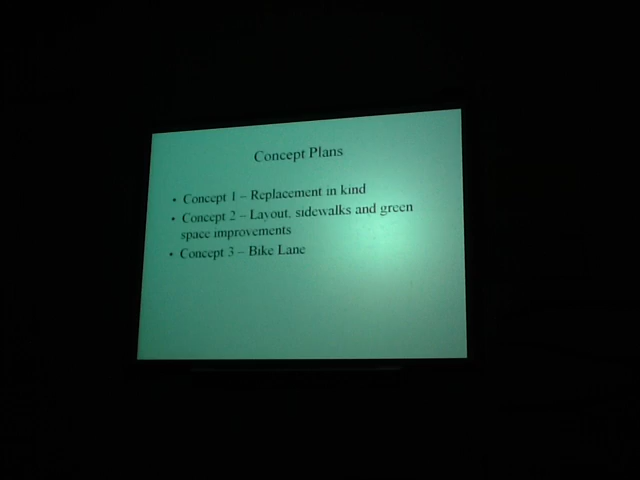 Concept Plans
• Concept 1 – Replacement in kind
• Concept 2 – Layout, sidewalks and green
space improvements
• Concept 3 – Bike Lane